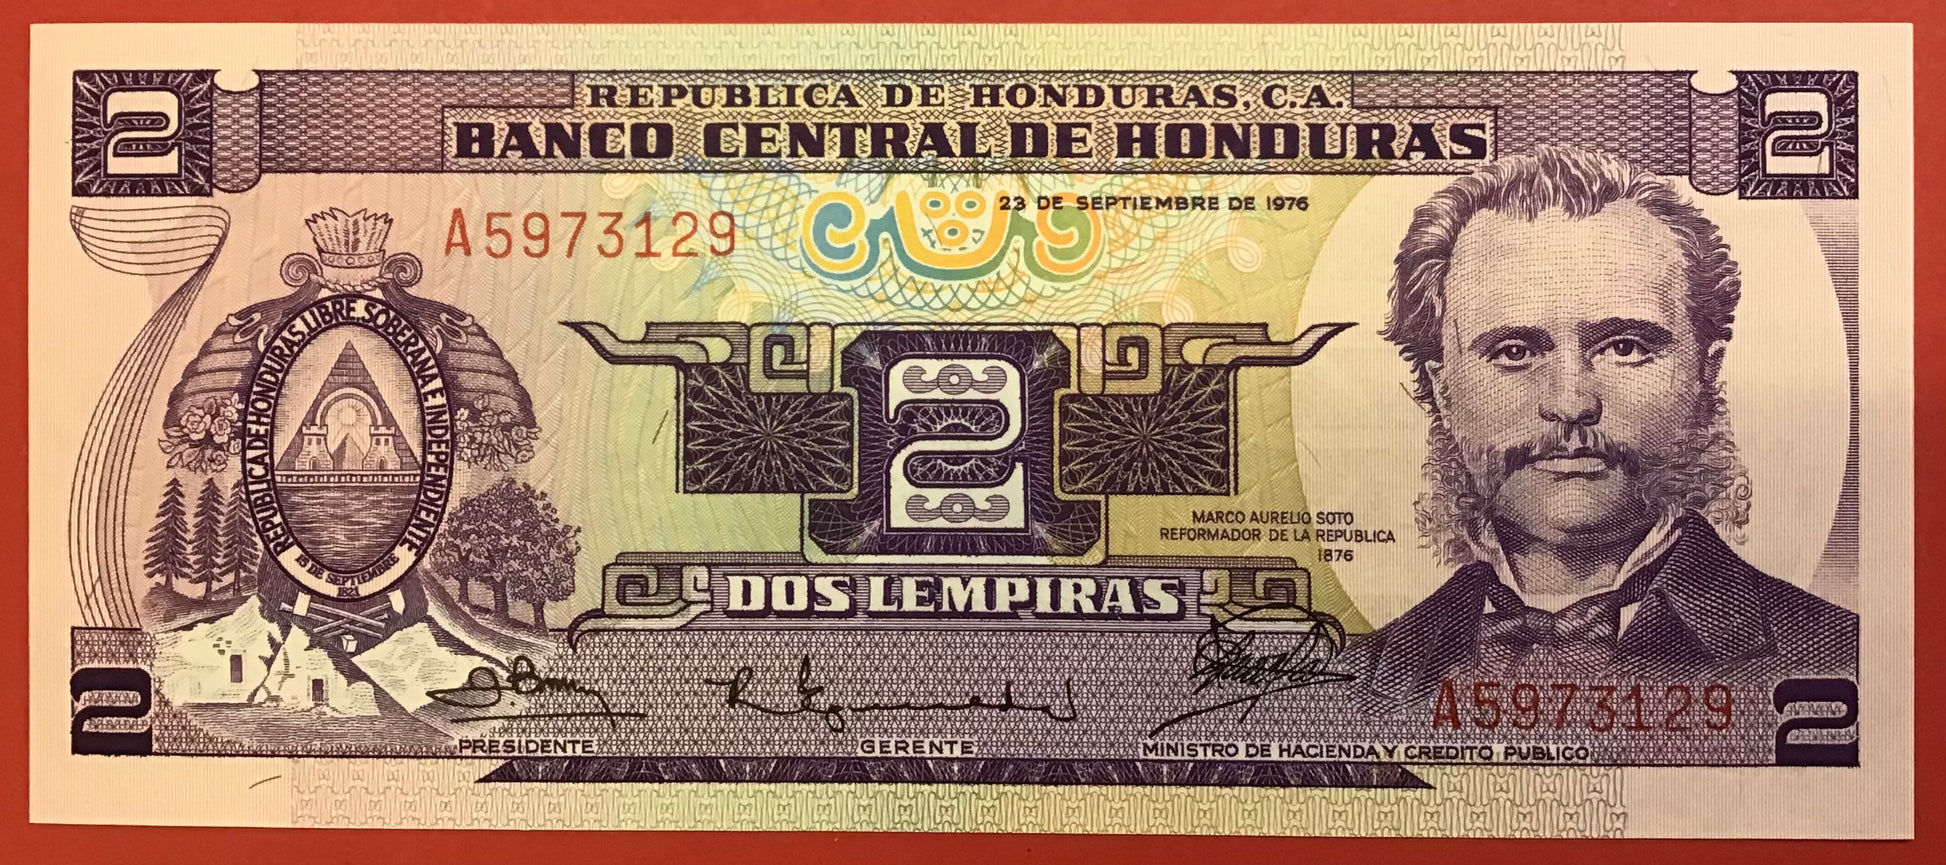 2
2
REPUBLICA DE HONDURAS, C.A.
BANCO CENTRAL DE HONDURAS
23 DE SEPTIEMBRE DE 1976
A5973129
REPUBLICA DE HONDURAS, LIBRE, SOBERANA E INDEPENDIENTE
15 DE SEPTIEMBRE
1821
2
MARCO AURELIO SOTO
REFORMADOR DE LA REPUBLICA
1876
DOS LEMPIRAS
A5973129
2
2
PRESIDENTE
GERENTE
MINISTRO DE HACIENDA Y CREDITO PUBLICO